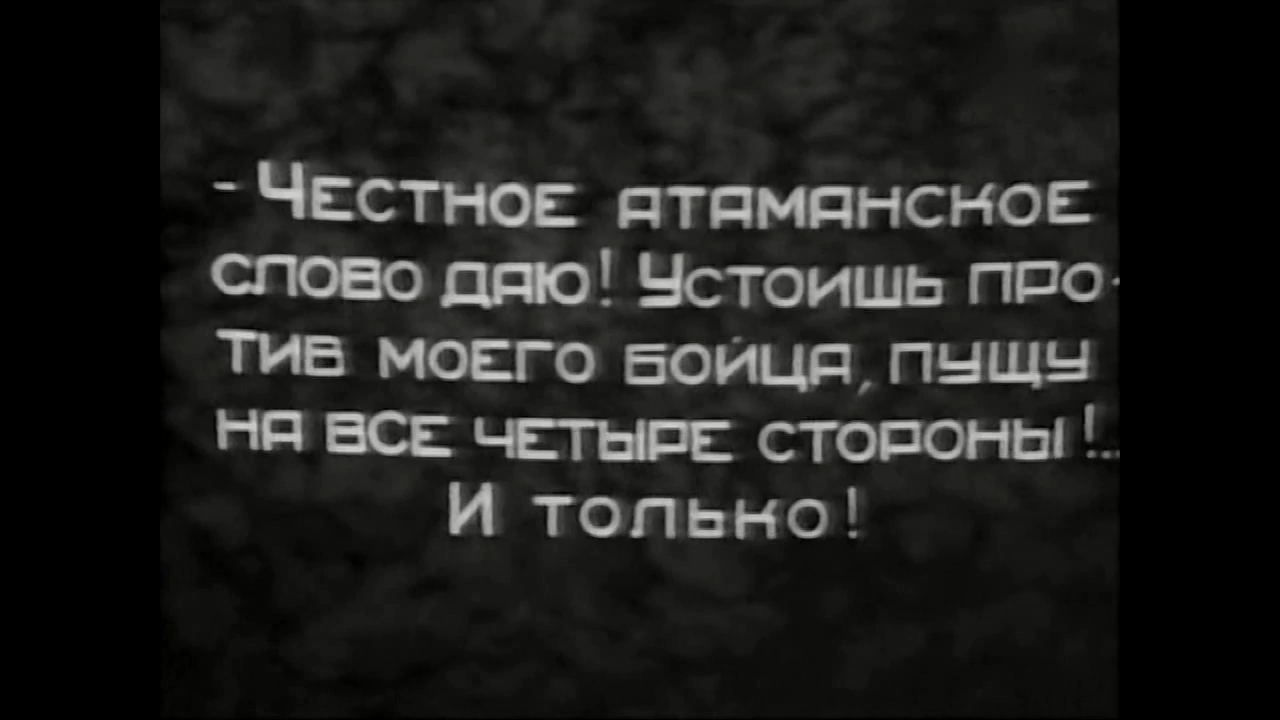 - Честное атаманское
слово даю! Устоишь про-
тив моего бойца, пущу
на все четыре стороны!..
И только!